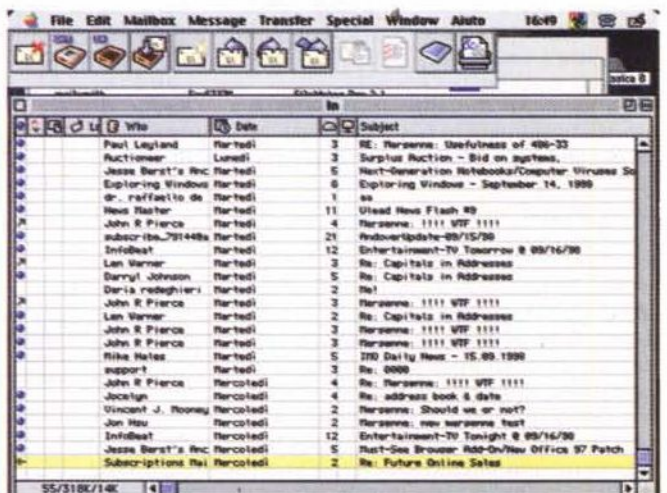 File Edit Mailbox Message Transfer Special Window Aiuto 16:49
In
Who Date Subject
Paul Leyland Martedì 3 RE: Mersenne: Usefulness of 486-33
Auctioneer Lunedì 3 Surplus Auction - Bid on systems,
Jesse Berst's Anc Martedì 5 Next-Generation Notebooks/Computer Viruses So
Exploring Windows Martedì 6 Exploring Windows - September 14, 1998
dr. raffaello de Martedì 1
News Master Martedì 11 Ulead News Flash #9
John R Pierce Martedì 4 Mersenne: !!!! WTF !!!!
Martedì 21 AndoverUpdate-09/15/98
InfoBeat Martedì 12 Entertainment-TV Tomorrow @ 09/16/98
Len Warner Martedì 3 Re: Capitals in Addresses
Darryl Johnson Martedì 5 Re: Capitals in Addresses
Daria redeghieri Martedì 2
John R Pierce Martedì 3 Mersenne: !!!! WTF !!!!
Len Warner Martedì 2 Re: Capitals in Addresses
John R Pierce Martedì 3 Mersenne: !!!! WTF !!!!
John R Pierce Martedì 3 Mersenne: !!!! WTF !!!!
Mike Hales Martedì 5 Daily News - 15.09.1998
support Martedì 3 Re: 0000
John R Pierce Mercoledì 4 Re: Mersenne: !!!! WTF !!!!
Jocelyn Mercoledì 4 Re: address book & date
Vincent J. Mooney Mercoledì 2 Mersenne: Should we or not?
Jon Hsu Mercoledì 2 Mersenne: new mersenne test
InfoBeat Mercoledì 12 Entertainment-TV Tonight @ 09/16/98
Jesse Berst's Anc Mercoledì 5 Must-See Browser Add-On/New Office 97 Patch
Subscriptions Mai Mercoledì 2 Re: Future Online Sales
55/318K/14K